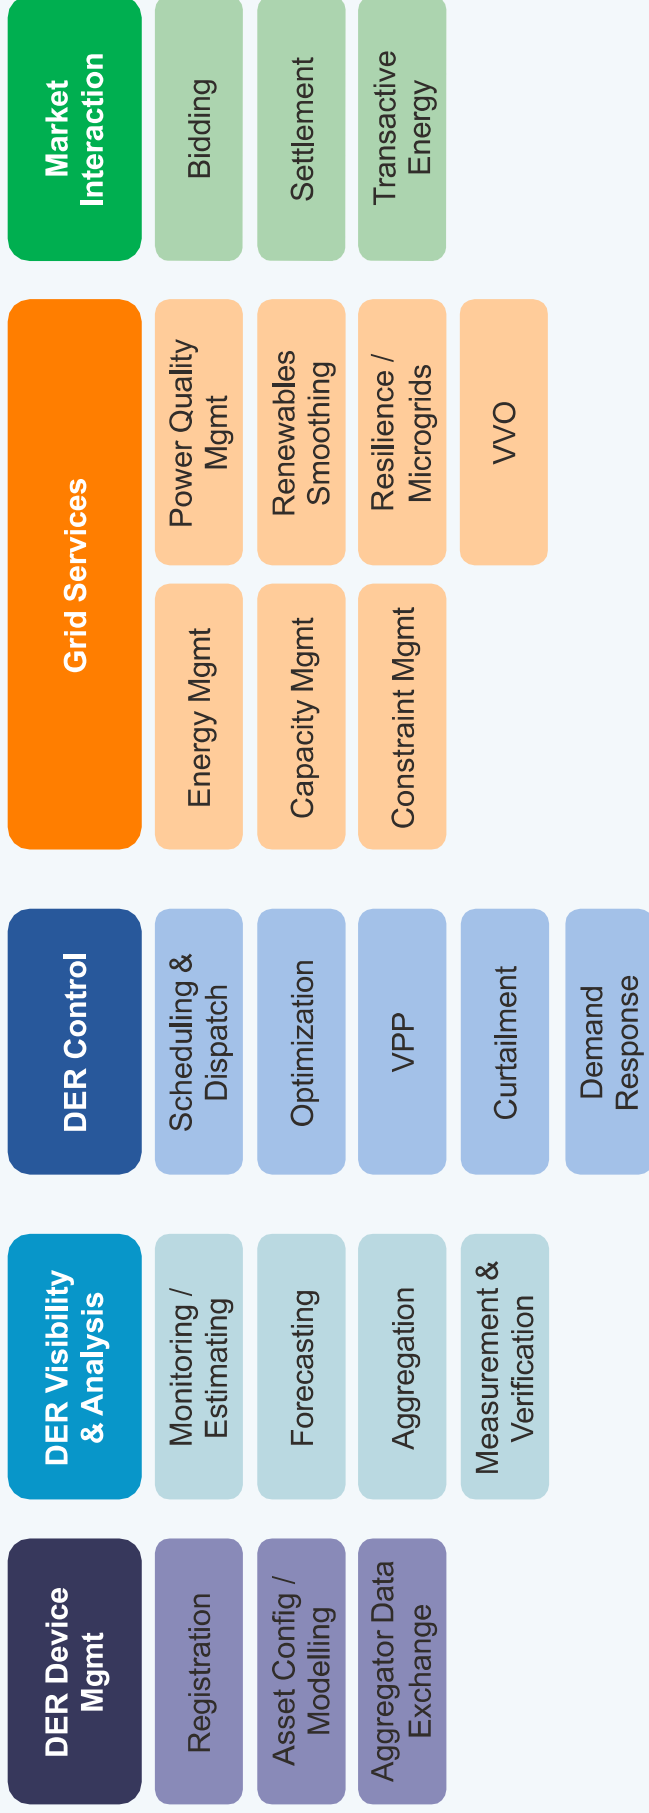 DER Device
Mgmt
Registration
Asset Config /
Modelling
Aggregator Data
Exchange
DER Visibility
& Analysis
Monitoring /
Estimating
Forecasting
Aggregation
Measurement &
Verification
DER Control
Scheduling &
Dispatch
Optimization
VPP
Curtailment
Demand
Response
Grid Services
Energy Mgmt
Capacity Mgmt
Constraint Mgmt
Power Quality
Mgmt
Renewables
Smoothing
Resilience /
Microgrids
VVO
Market
Interaction
Bidding
Settlement
Transactive
Energy